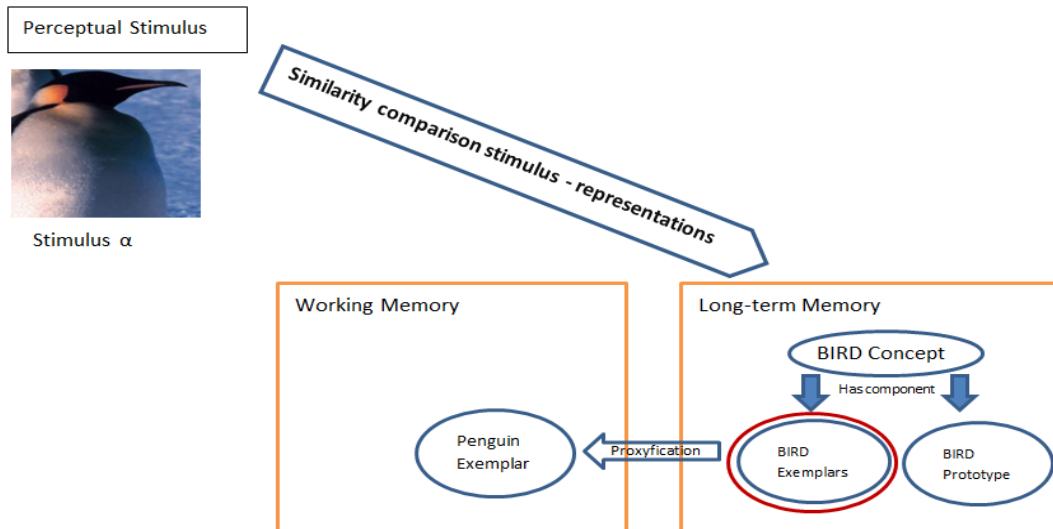 Perceptual Stimulus
Similarity comparison stimulus - representations
Stimulus α
Working Memory
Long-term Memory
BIRD Concept
Has component
Penguin
Exemplar
Proxyfication
BIRD
Exemplars
BIRD
Prototype